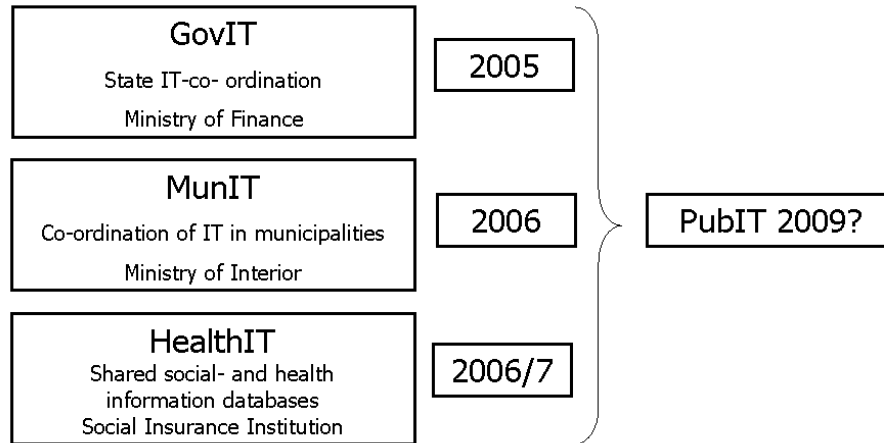 GovIT
State IT-co- ordination
Ministry of Finance
2005
MunIT
Co-ordination of IT in municipalities
Ministry of Interior
2006
PubIT 2009?
HealthIT
Shared social- and health
information databases
Social Insurance Institution
2006/7